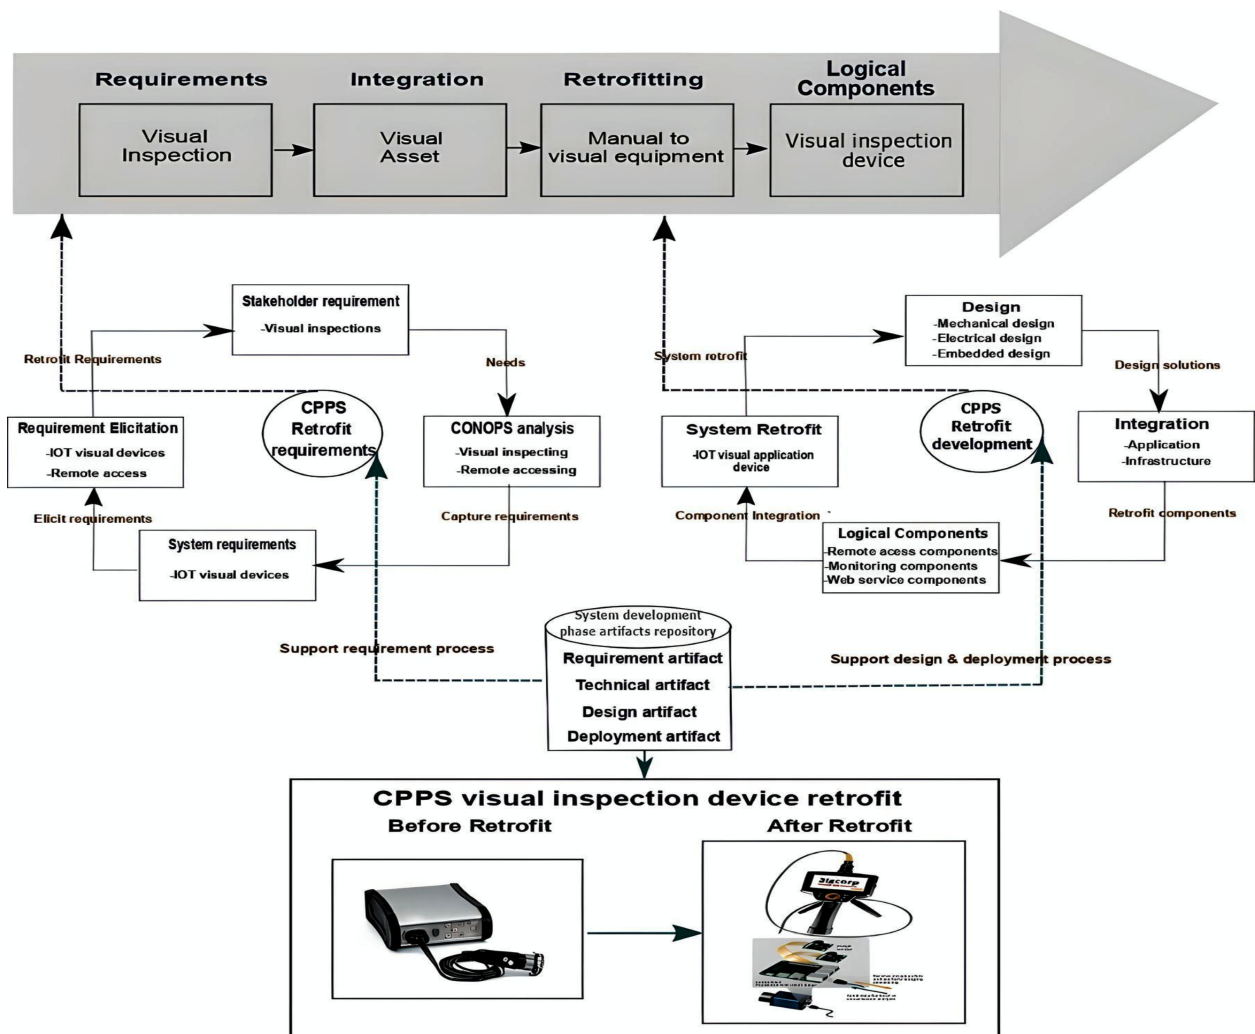 Requirements
Integration
Retrofitting
Logical
Components
Visual
Inspection
Visual
Asset
Manual to
visual equipment
Visual inspection
device
Stakeholder requirement
-Visual inspections
Retrofit Requirements
Needs
Requirement Elicitation
-IOT visual devices
-Remote access
CPPS
Retrofit
requirements
CONOPS analysis
-Visual inspecting
-Remote accessing
Elicit requirements
Capture requirements
System requirements
-IOT visual devices
Design
-Mechanical design
-Electrical design
-Embedded design
System retrofit
Design solutions
System Retrofit
-IOT visual application
device
CPPS
Retrofit
development
Integration
-Application
-Infrastructure
Component Integration
Retrofit components
Logical Components
-Remote acess components
-Monitoring components
-Web service components
System development
phase artifacts repository
Requirement artifact
Technical artifact
Design artifact
Deployment artifact
Support requirement process
Support design & deployment process
CPPS visual inspection device retrofit
Before Retrofit
After Retrofit